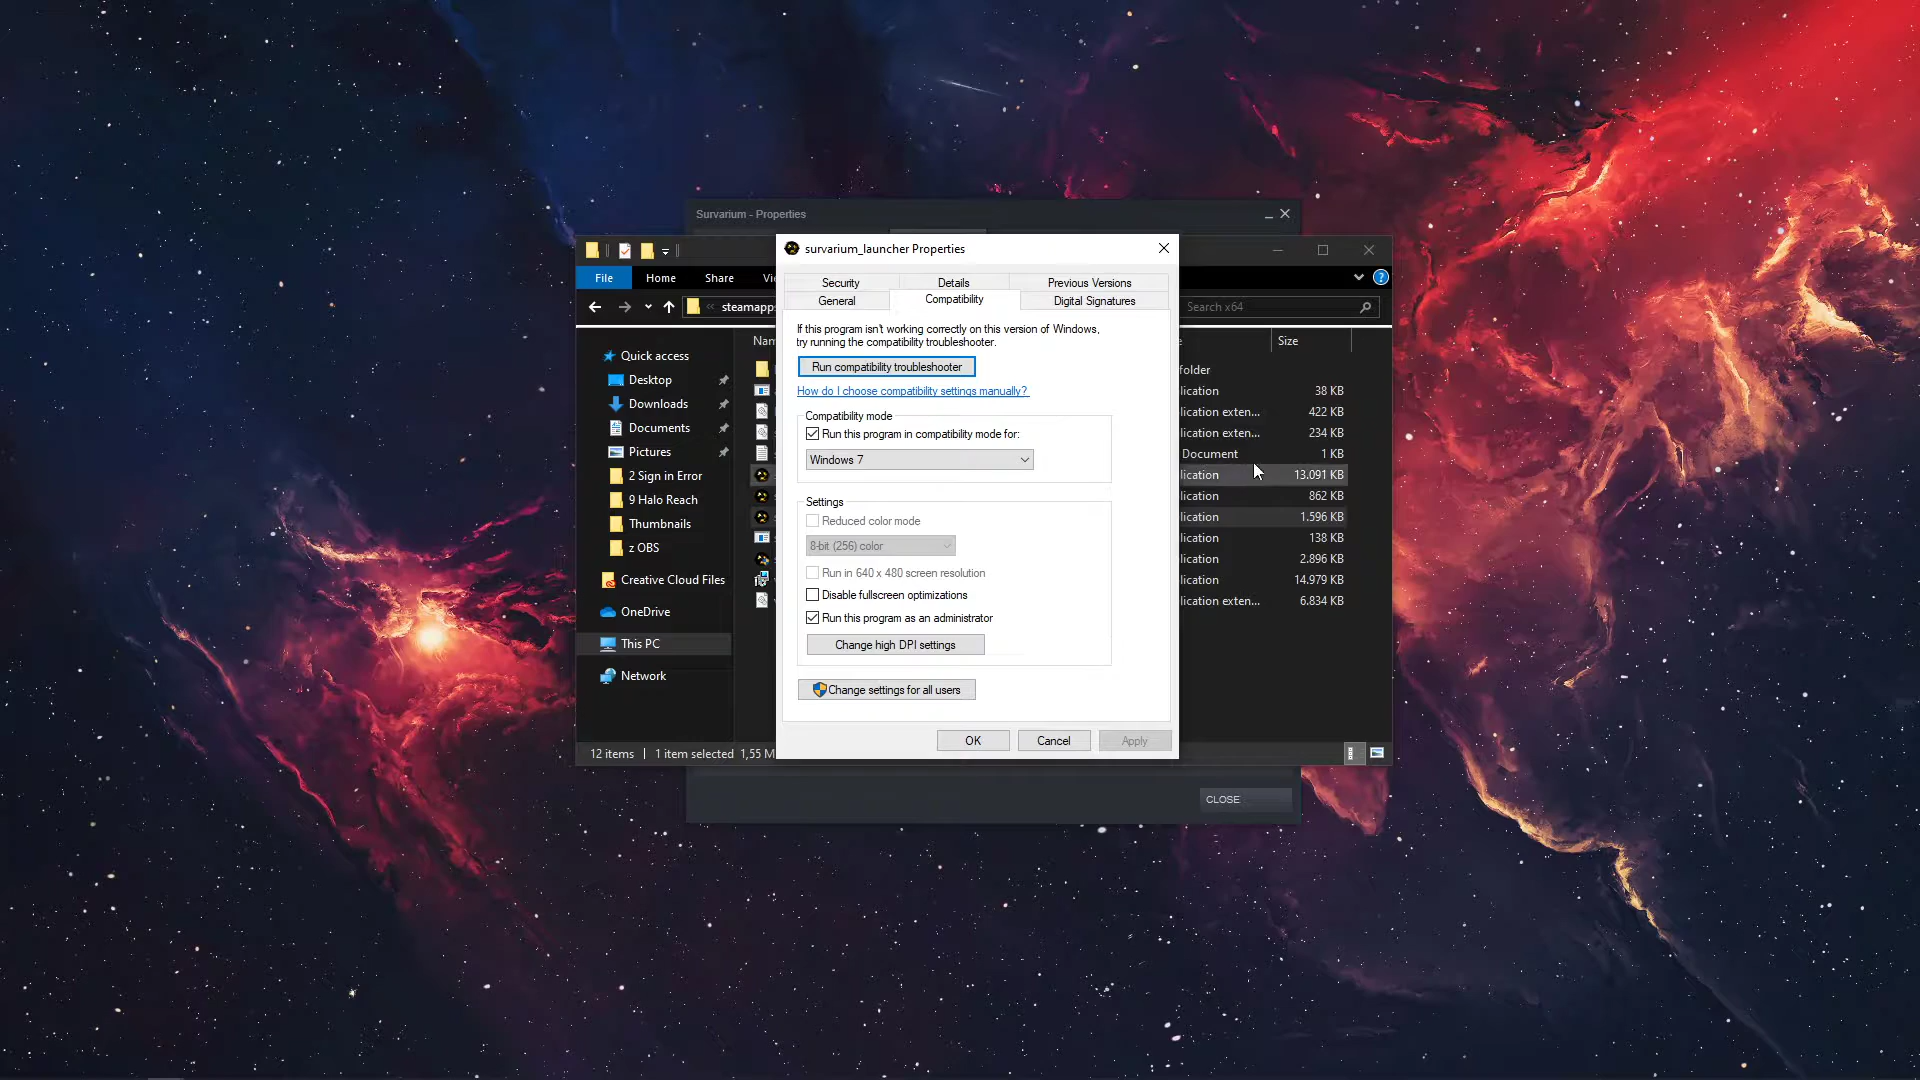 Survarium - Properties
survarium_launcher Properties
File
Home
Share
steamapps
Search x64
Security
Details
Previous Versions
General
Compatibility
Digital Signatures
If this program isn't working correctly on this version of Windows,
try running the compatibility troubleshooter.
Run compatibility troubleshooter
How do I choose compatibility settings manually?
Compatibility mode
Run this program in compatibility mode for:
Windows 7
Settings
Reduced color mode
8-bit (256) color
Run in 640 x 480 screen resolution
Disable fullscreen optimizations
Run this program as an administrator
Change high DPI settings
Change settings for all users
OK
Cancel
Apply
Quick access
Desktop
Downloads
Documents
Pictures
2 Sign in Error
9 Halo Reach
Thumbnails
z OBS
Creative Cloud Files
OneDrive
This PC
Network
Nam
Size
folder
lication 38 KB
lication exten... 422 KB
lication exten... 234 KB
Document 1 KB
lication 13.091 KB
lication 862 KB
lication 1.596 KB
lication 138 KB
lication 2.896 KB
lication 14.979 KB
lication exten... 6.834 KB
12 items
1 item selected 1,55 M
CLOSE